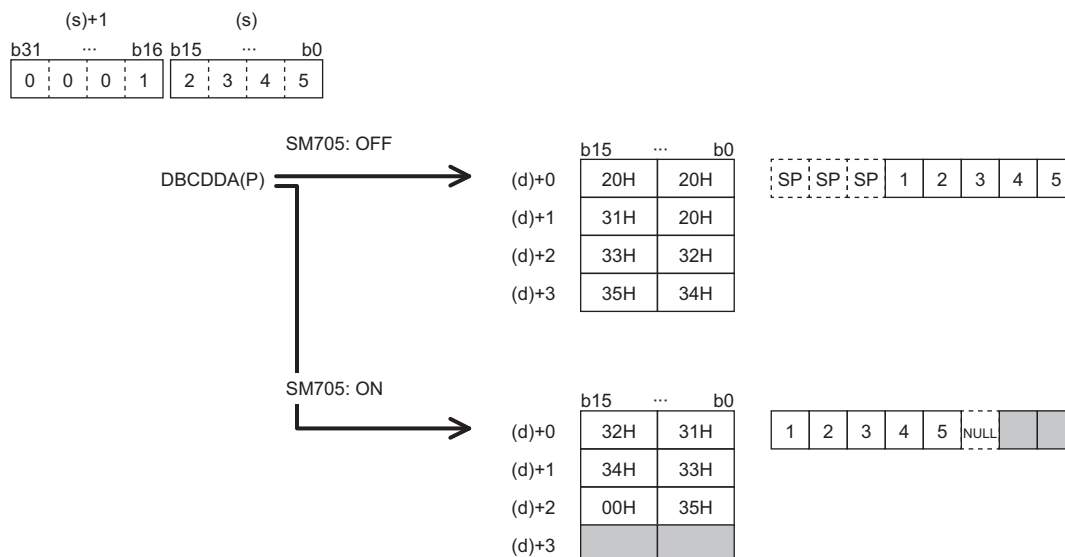 (s)+1 (s)
b31 ··· b16 b15 ··· b0
0 0 0 1 2 3 4 5
SM705: OFF
DBCDDA(P)
b15 ··· b0
(d)+0 20H 20H
(d)+1 31H 20H
(d)+2 33H 32H
(d)+3 35H 34H
SP SP SP 1 2 3 4 5
SM705: ON
b15 ··· b0
(d)+0 32H 31H
(d)+1 34H 33H
(d)+2 00H 35H
(d)+3
1 2 3 4 5 NULL